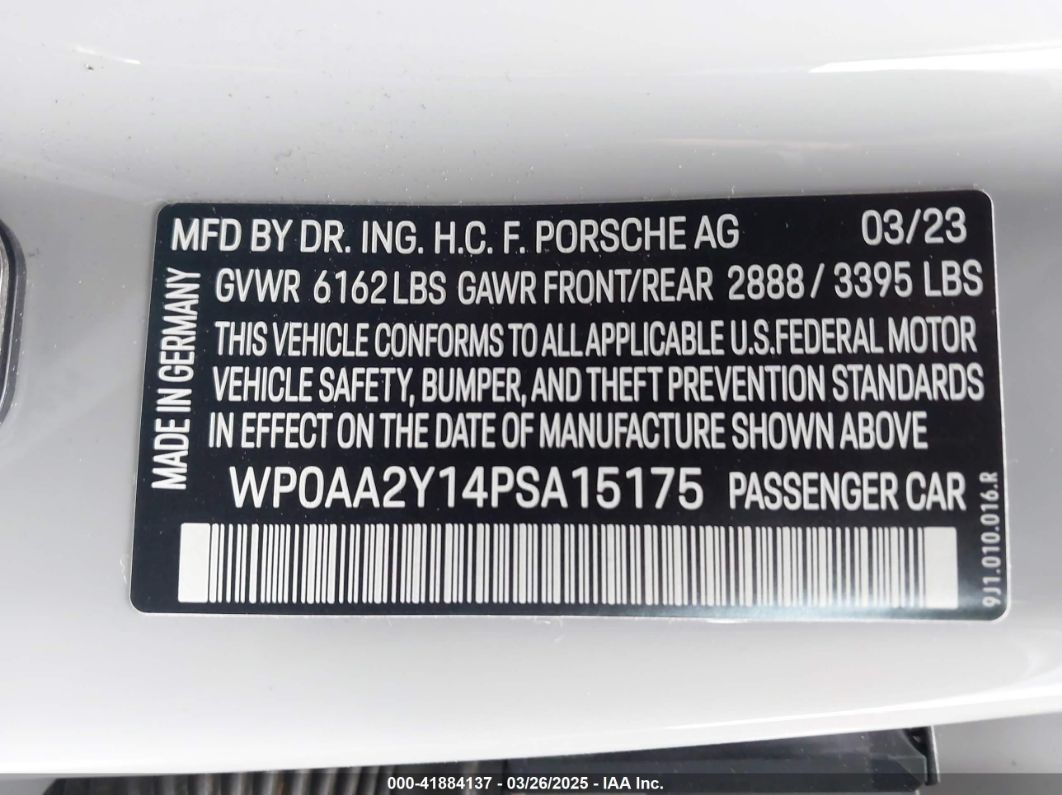 MFD BY DR. ING. H.C. F. PORSCHE AG 03/23
MADE IN GERMANY
GVWR 6162 LBS GAWR FRONT/REAR 2888 / 3395 LBS
THIS VEHICLE CONFORMS TO ALL APPLICABLE U.S. FEDERAL MOTOR
VEHICLE SAFETY, BUMPER, AND THEFT PREVENTION STANDARDS
IN EFFECT ON THE DATE OF MANUFACTURE SHOWN ABOVE
WP0AA2Y14PSA15175 PASSENGER CAR
9J1.010.016.R
000-41884137 - 03/26/2025 - IAA Inc.